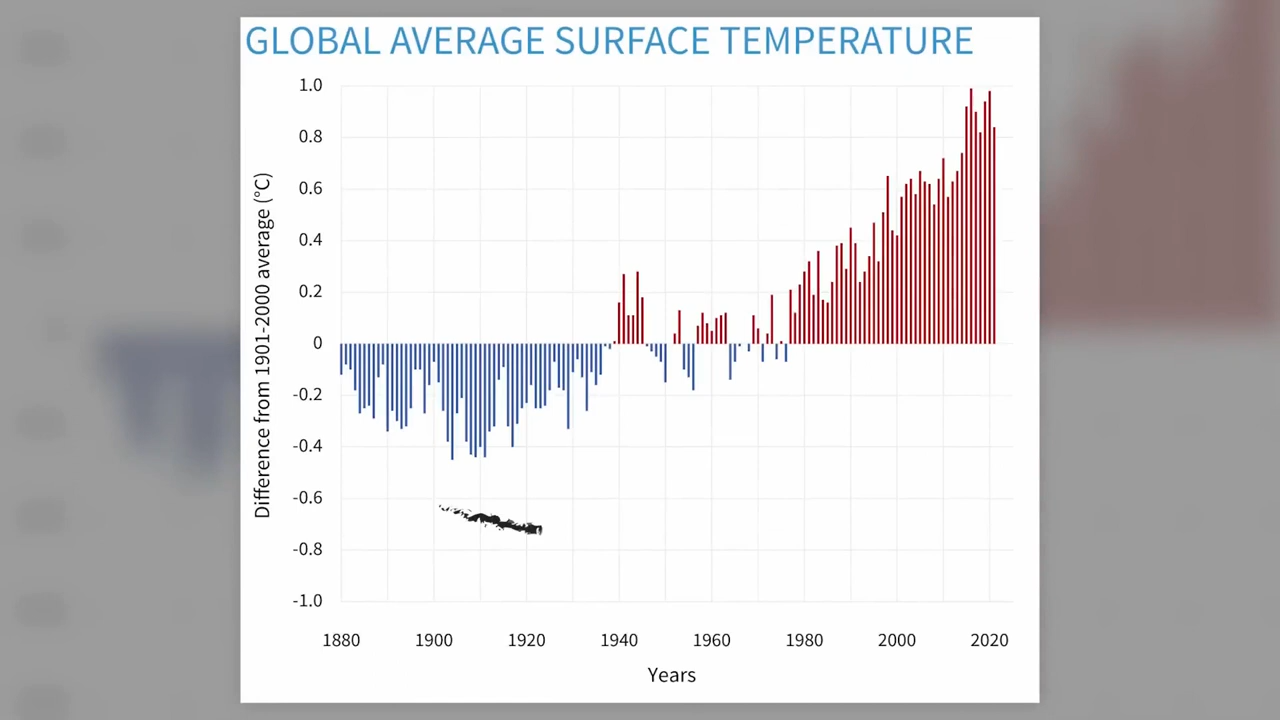 GLOBAL AVERAGE SURFACE TEMPERATURE
Difference from 1901-2000 average (°C)
1.0
0.8
0.6
0.4
0.2
0
-0.2
-0.4
-0.6
-0.8
-1.0
1880 1900 1920 1940 1960 1980 2000 2020
Years